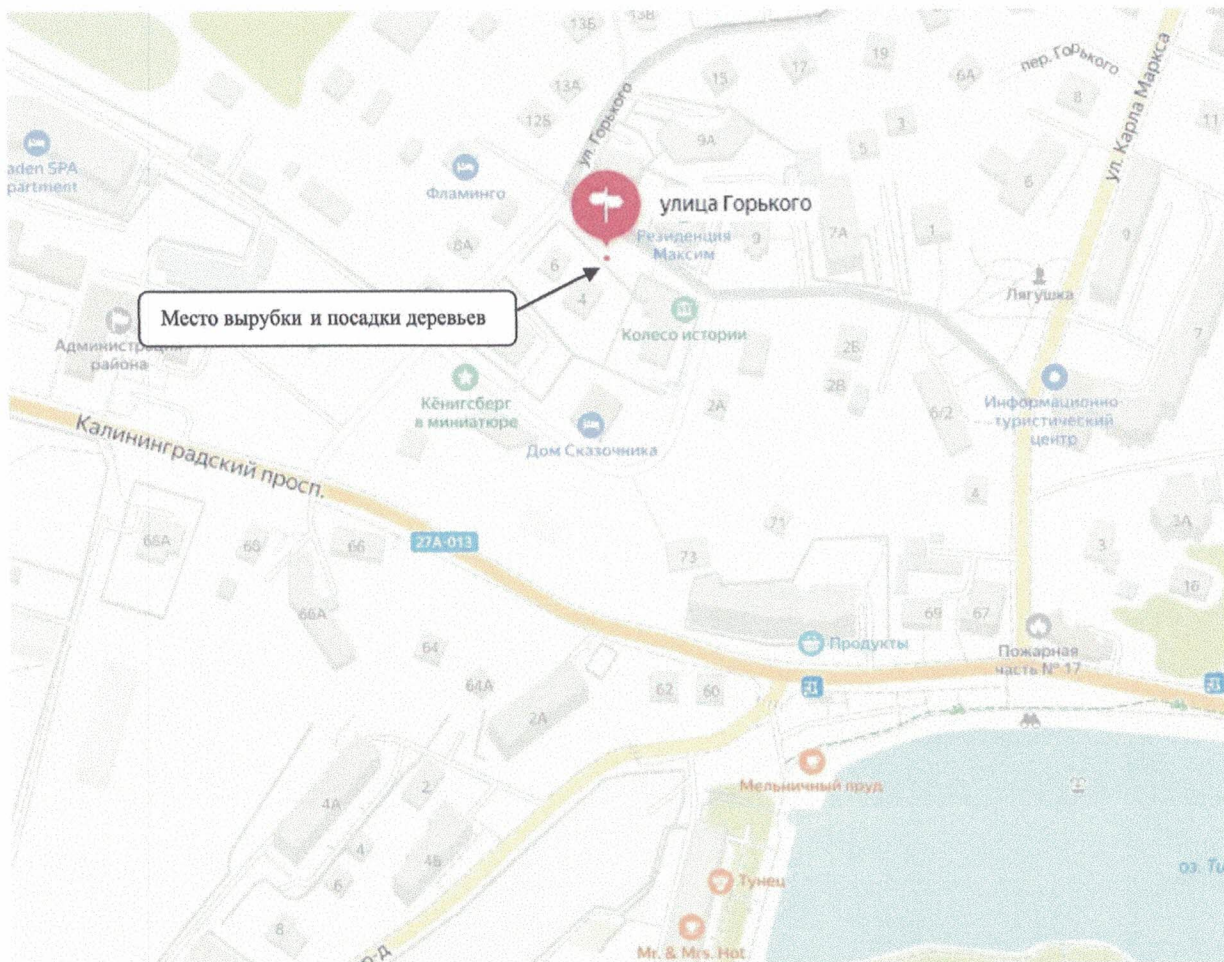 13Б
13В
19
пер. Горького
ул. Карла Маркса
15
17
6А
13А
8
ул. Горького
12Б
3
11
9А
aden SPA
partment
5
Фламинго
6
улица Горького
Резиденция
Максим
9
7А
1
9
8А
6
4
Лягушка
Место вырубки и посадки деревьев
Администрация
района
Колесо истории
2Б
7
Кёнигсберг
в миниатюре
2В
2А
6/2
Информационно-
туристический
центр
Дом Сказочника
Калининградский просп.
4
71
3А
68А
68
66
27А-013
73
3
16
66А
69
67
64
Продукты
Пожарная
часть № 17
64А
62
60
2А
Мельничный пруд
2
4А
4
4Б
6
оз. Ти
Тунец
8
Mr. & Mrs. Hot
о-д